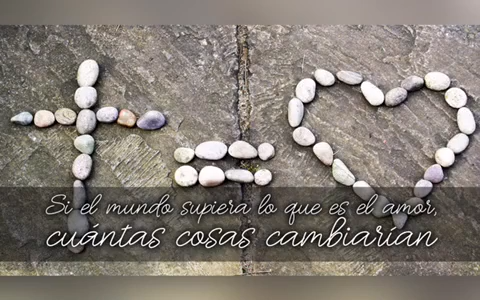 Si el mundo supiera lo que es el amor,
cuántas cosas cambiarían